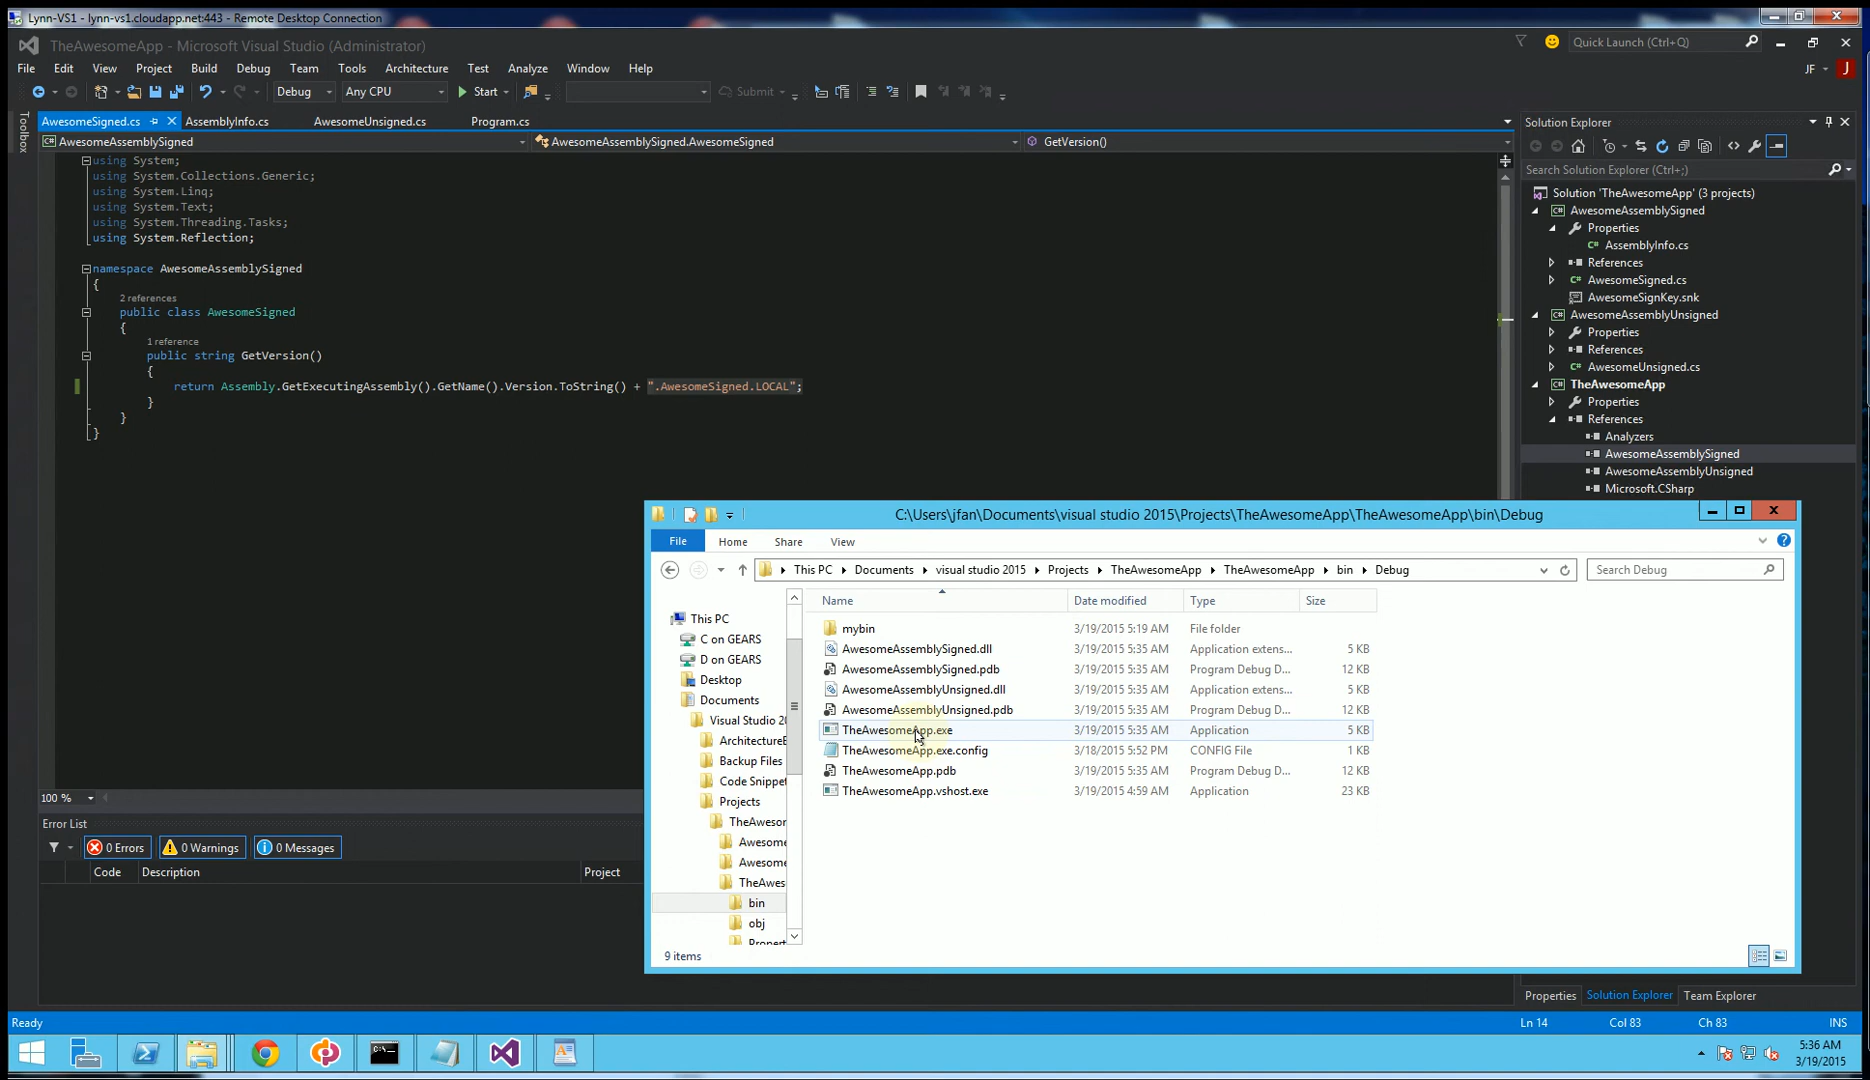 Lynn-VS1 - lynn-vs1.cloudapp.net:443 - Remote Desktop Connection
TheAwesomeApp - Microsoft Visual Studio (Administrator)
Quick Launch (Ctrl+Q)
File Edit View Project Build Debug Team Tools Architecture Test Analyze Window Help
JF J
Debug Any CPU Start Submit
Toolbox
AwesomeSigned.cs AssemblyInfo.cs AwesomeUnsigned.cs Program.cs
AwesomeAssemblySigned AwesomeAssemblySigned.AwesomeSigned GetVersion()
using System;
using System.Collections.Generic;
using System.Linq;
using System.Text;
using System.Threading.Tasks;
using System.Reflection;
namespace AwesomeAssemblySigned
{
2 references
public class AwesomeSigned
{
1 reference
public string GetVersion()
{
return Assembly.GetExecutingAssembly().GetName().Version.ToString() + ".AwesomeSigned.LOCAL";
}
}
}
100 %
Error List
0 Errors 0 Warnings 0 Messages
Code Description Project
Solution Explorer
Search Solution Explorer (Ctrl+;)
Solution 'TheAwesomeApp' (3 projects)
AwesomeAssemblySigned
Properties
AssemblyInfo.cs
References
AwesomeSigned.cs
AwesomeSignKey.snk
AwesomeAssemblyUnsigned
Properties
References
AwesomeUnsigned.cs
TheAwesomeApp
Properties
References
Analyzers
AwesomeAssemblySigned
AwesomeAssemblyUnsigned
Microsoft.CSharp
C:\Users\jfan\Documents\visual studio 2015\Projects\TheAwesomeApp\TheAwesomeApp\bin\Debug
File Home Share View
This PC Documents visual studio 2015 Projects TheAwesomeApp TheAwesomeApp bin Debug
Search Debug
This PC
C on GEARS
D on GEARS
Desktop
Documents
Visual Studio 20
Architecture
Backup Files
Code Snippet
Projects
TheAwesor
Awesome
Awesome
TheAwes
bin
obj
Propert
Name Date modified Type Size
mybin 3/19/2015 5:19 AM File folder
AwesomeAssemblySigned.dll 3/19/2015 5:35 AM Application extens... 5 KB
AwesomeAssemblySigned.pdb 3/19/2015 5:35 AM Program Debug D... 12 KB
AwesomeAssemblyUnsigned.dll 3/19/2015 5:35 AM Application extens... 5 KB
AwesomeAssemblyUnsigned.pdb 3/19/2015 5:35 AM Program Debug D... 12 KB
TheAwesomeApp.exe 3/19/2015 5:35 AM Application 5 KB
TheAwesomeApp.exe.config 3/18/2015 5:52 PM CONFIG File 1 KB
TheAwesomeApp.pdb 3/19/2015 5:35 AM Program Debug D... 12 KB
TheAwesomeApp.vshost.exe 3/19/2015 4:59 AM Application 23 KB
9 items
Properties Solution Explorer Team Explorer
Ready Ln 14 Col 83 Ch 83 INS
5:36 AM
3/19/2015